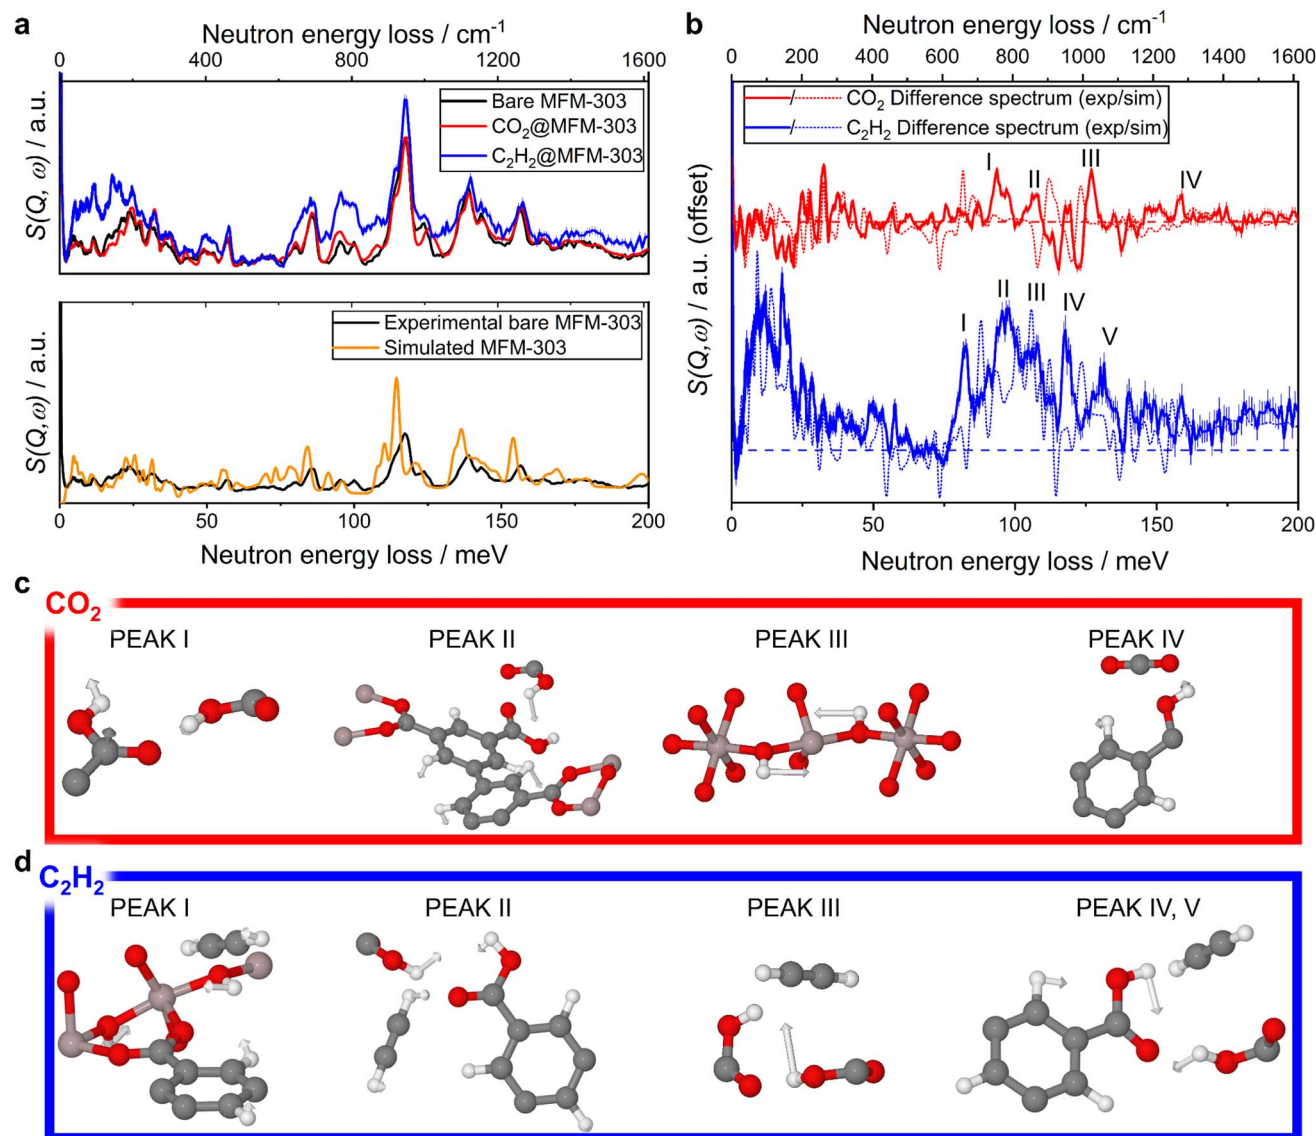 a
Neutron energy loss / cm⁻¹
0 400 800 1200 1600
S(Q, ω) / a.u.
Bare MFM-303
CO₂@MFM-303
C₂H₂@MFM-303
S(Q,ω) / a.u.
Experimental bare MFM-303
Simulated MFM-303
0 50 100 150 200
Neutron energy loss / meV
b
Neutron energy loss / cm⁻¹
0 200 400 600 800 1000 1200 1400 1600
S(Q,ω) / a.u. (offset)
/ CO₂ Difference spectrum (exp/sim)
/ C₂H₂ Difference spectrum (exp/sim)
I II III IV
I II III IV V
0 50 100 150 200
Neutron energy loss / meV
c
CO₂
PEAK I PEAK II PEAK III PEAK IV
d
C₂H₂
PEAK I PEAK II PEAK III PEAK IV, V